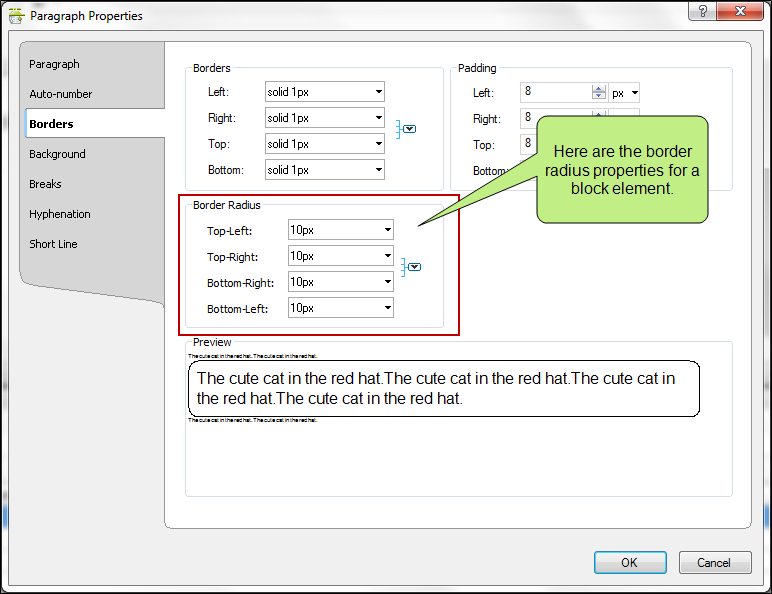 Paragraph Properties
?
Paragraph
Auto-number
Borders
Background
Breaks
Hyphenation
Short Line
Borders
Left: solid 1px
Right: solid 1px
Top: solid 1px
Bottom: solid 1px
Padding
Left: 8 px
Right: 8
Top: 8
Here are the border
radius properties for a
block element.
Border Radius
Top-Left: 10px
Top-Right: 10px
Bottom-Right: 10px
Bottom-Left: 10px
Preview
The cute cat in the red hat. The cute cat in the red hat.
The cute cat in the red hat.The cute cat in the red hat.The cute cat in
the red hat.The cute cat in the red hat.
The cute cat in the red hat. The cute cat in the red hat.
OK
Cancel